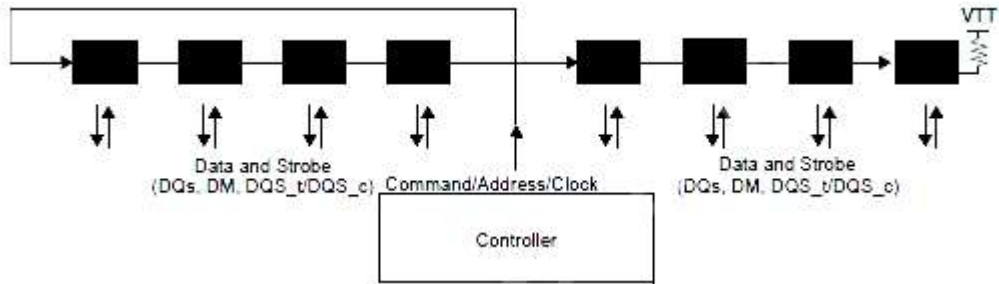 VTT
Data and Strobe
(DQs, DM, DQS_t/DQS_c)
Command/Address/Clock
Data and Strobe
(DQs, DM, DQS_t/DQS_c)
Controller